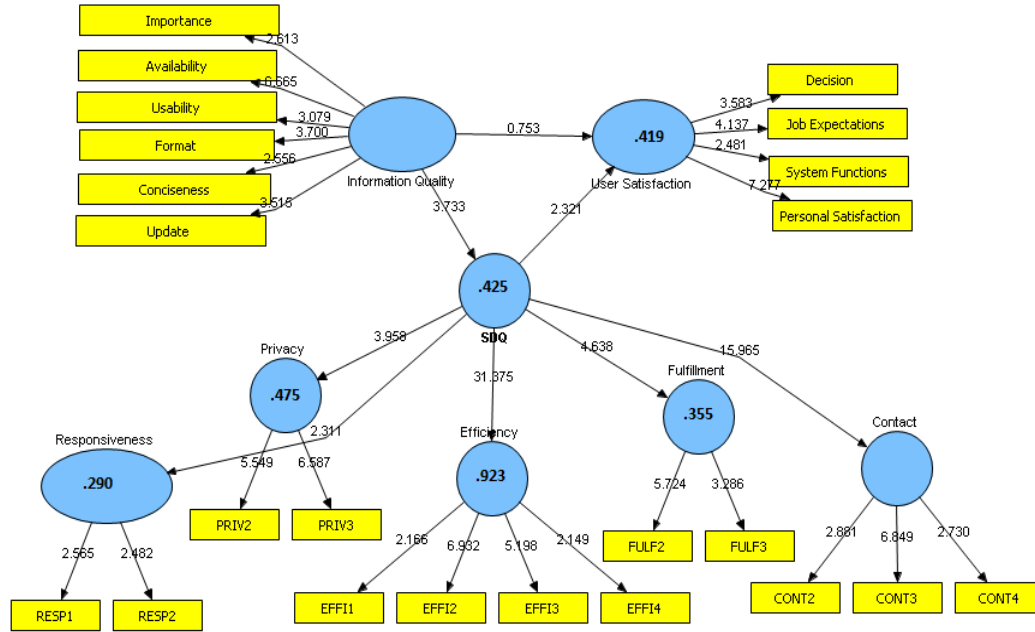 Importance
2.613
Availability
6.665
Usability
3.079
Format
3.700
2.556
Conciseness
3.515
Update
Information Quality
0.753
.419
User Satisfaction
Decision
3.583
4.137
Job Expectations
2.481
System Functions
7.277
Personal Satisfaction
3.733
2.321
.425
SDQ
3.958
2.311
31.375
4.638
15.965
Privacy
.475
Responsiveness
.290
Efficiency
.923
Fulfillment
.355
Contact
5.549
6.587
PRIV2
PRIV3
2.565
2.482
RESP1
RESP2
2.166
6.932
5.198
2.149
EFFI1
EFFI2
EFFI3
EFFI4
5.724
3.286
FULF2
FULF3
2.881
6.849
2.730
CONT2
CONT3
CONT4